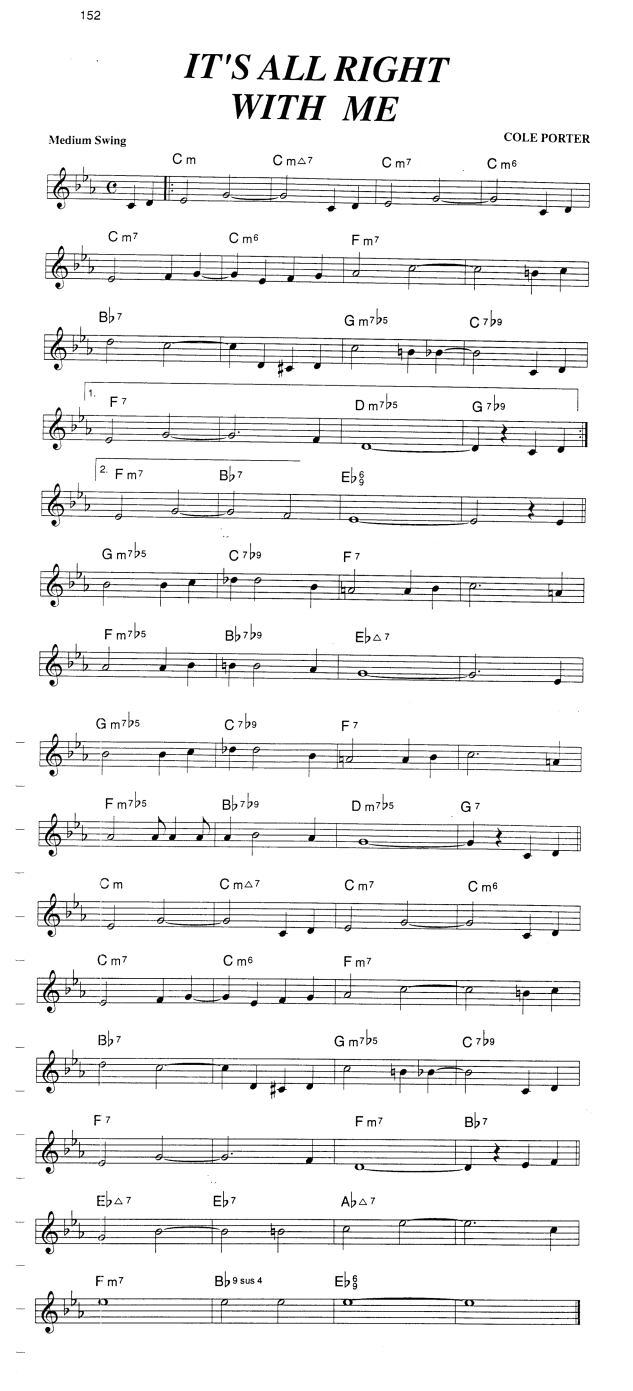 152
IT'S ALL RIGHT
WITH ME
Medium Swing COLE PORTER
C m C m△7 C m7 C m6
C m7 C m6 F m7
B♭7 G m7♭5 C 7♭9
1. F 7 D m7♭5 G 7♭9
2. F m7 B♭7 E♭6/9
G m7♭5 C 7♭9 F 7
F m7♭5 B♭7♭9 E♭△7
G m7♭5 C 7♭9 F 7
F m7♭5 B♭7♭9 D m7♭5 G 7
C m C m△7 C m7 C m6
C m7 C m6 F m7
B♭7 G m7♭5 C 7♭9
F 7 F m7 B♭7
E♭△7 E♭7 A♭△7
F m7 B♭9 sus 4 E♭6/9